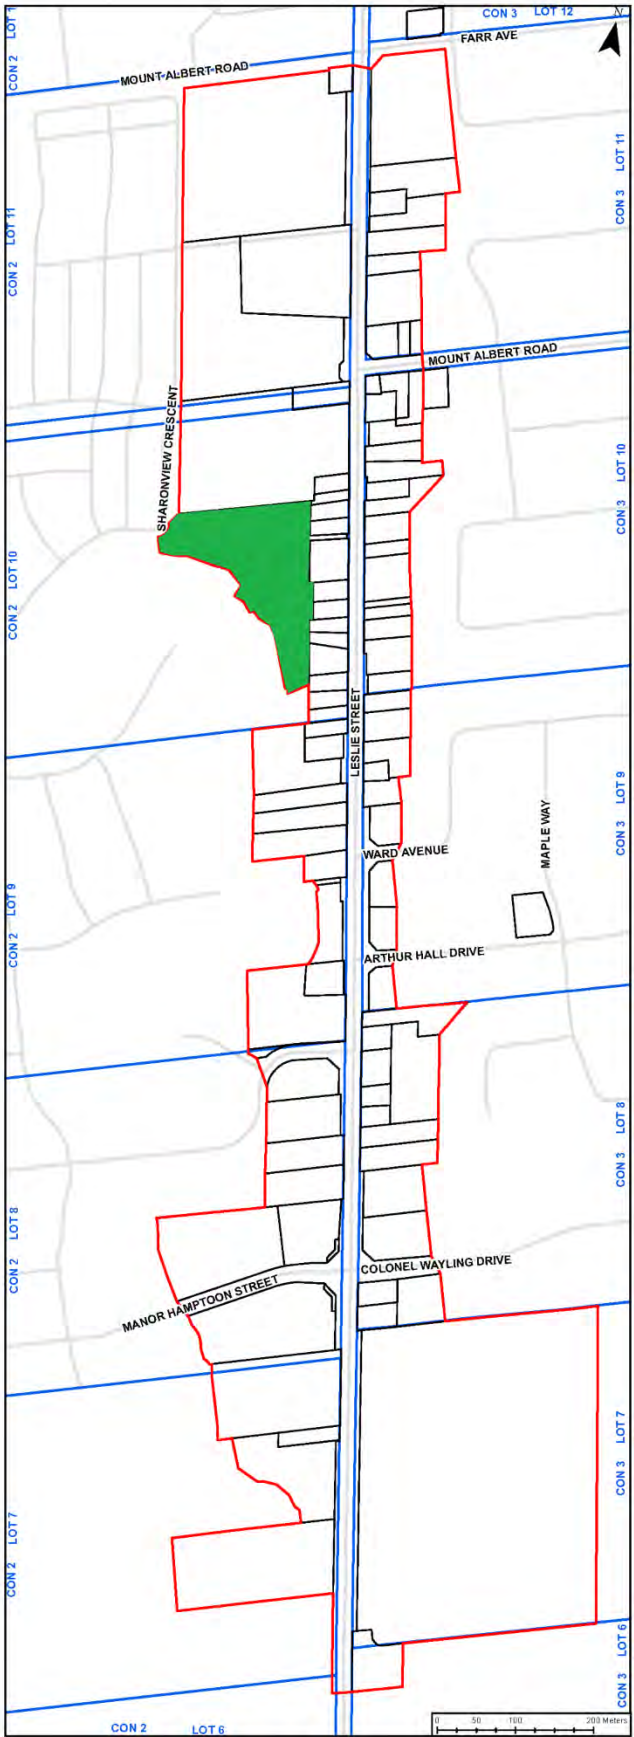 CON 3 LOT 12
N
CON 2 LOT 1
FARR AVE
MOUNT ALBERT ROAD
CON 3 LOT 11
CON 2 LOT 11
MOUNT ALBERT ROAD
SHARONVIEW CRESCENT
CON 3 LOT 10
CON 2 LOT 10
LESLIE STREET
CON 3 LOT 9
MAPLE WAY
WARD AVENUE
CON 2 LOT 9
ARTHUR HALL DRIVE
CON 3 LOT 8
CON 2 LOT 8
COLONEL WAYLING DRIVE
MANOR HAMPTOON STREET
CON 3 LOT 7
CON 2 LOT 7
CON 3 LOT 6
CON 2 LOT 6
0 50 100 200 Meters